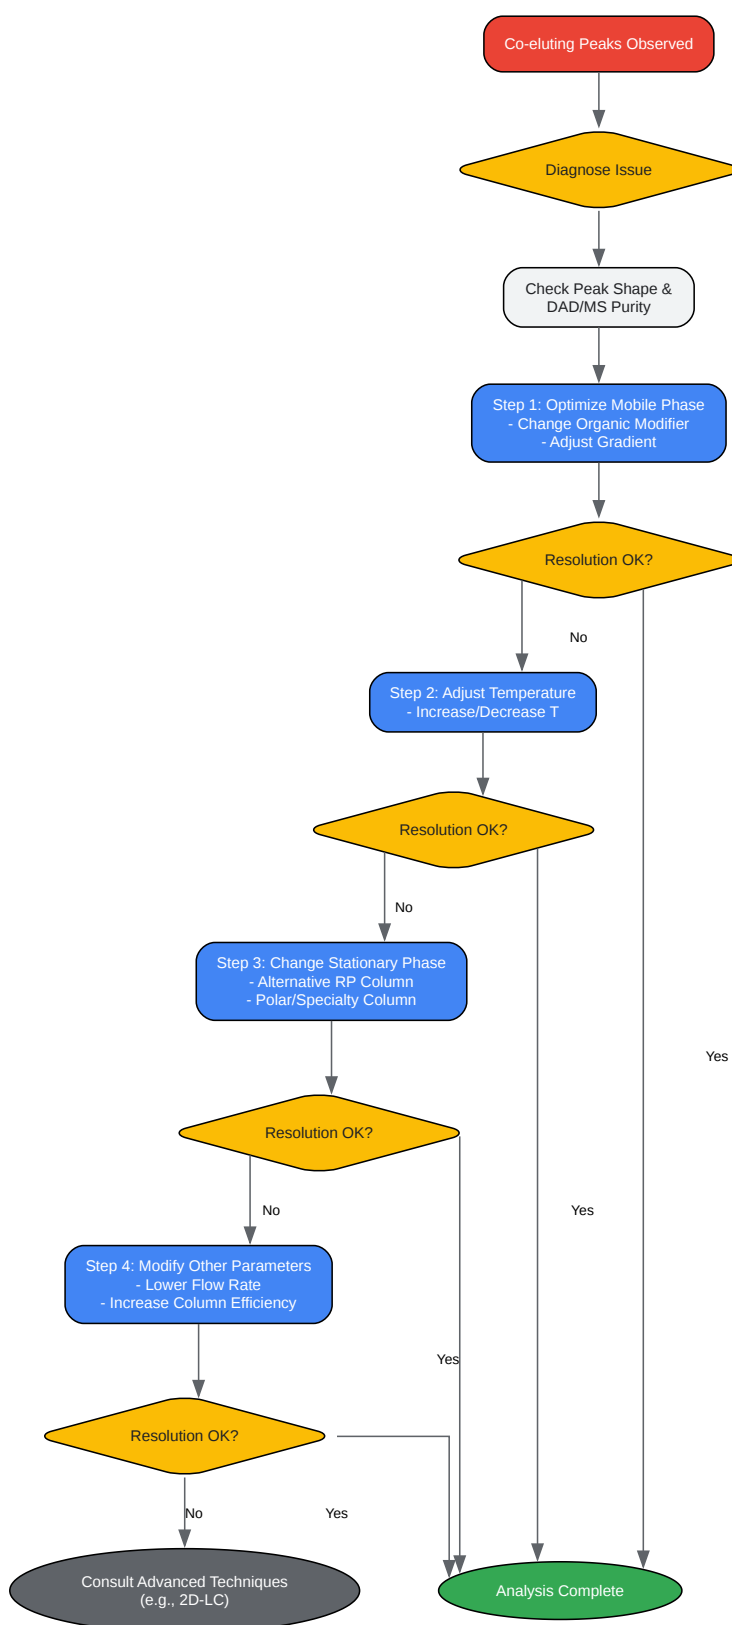 Co-eluting Peaks Observed
Diagnose Issue
Check Peak Shape &
DAD/MS Purity
Step 1: Optimize Mobile Phase
- Change Organic Modifier
- Adjust Gradient
Resolution OK?
No
Step 2: Adjust Temperature
- Increase/Decrease T
Resolution OK?
No
Step 3: Change Stationary Phase
- Alternative RP Column
- Polar/Specialty Column
Yes
Resolution OK?
No
Yes
Step 4: Modify Other Parameters
- Lower Flow Rate
- Increase Column Efficiency
Yes
Resolution OK?
No
Yes
Consult Advanced Techniques
(e.g., 2D-LC)
Analysis Complete